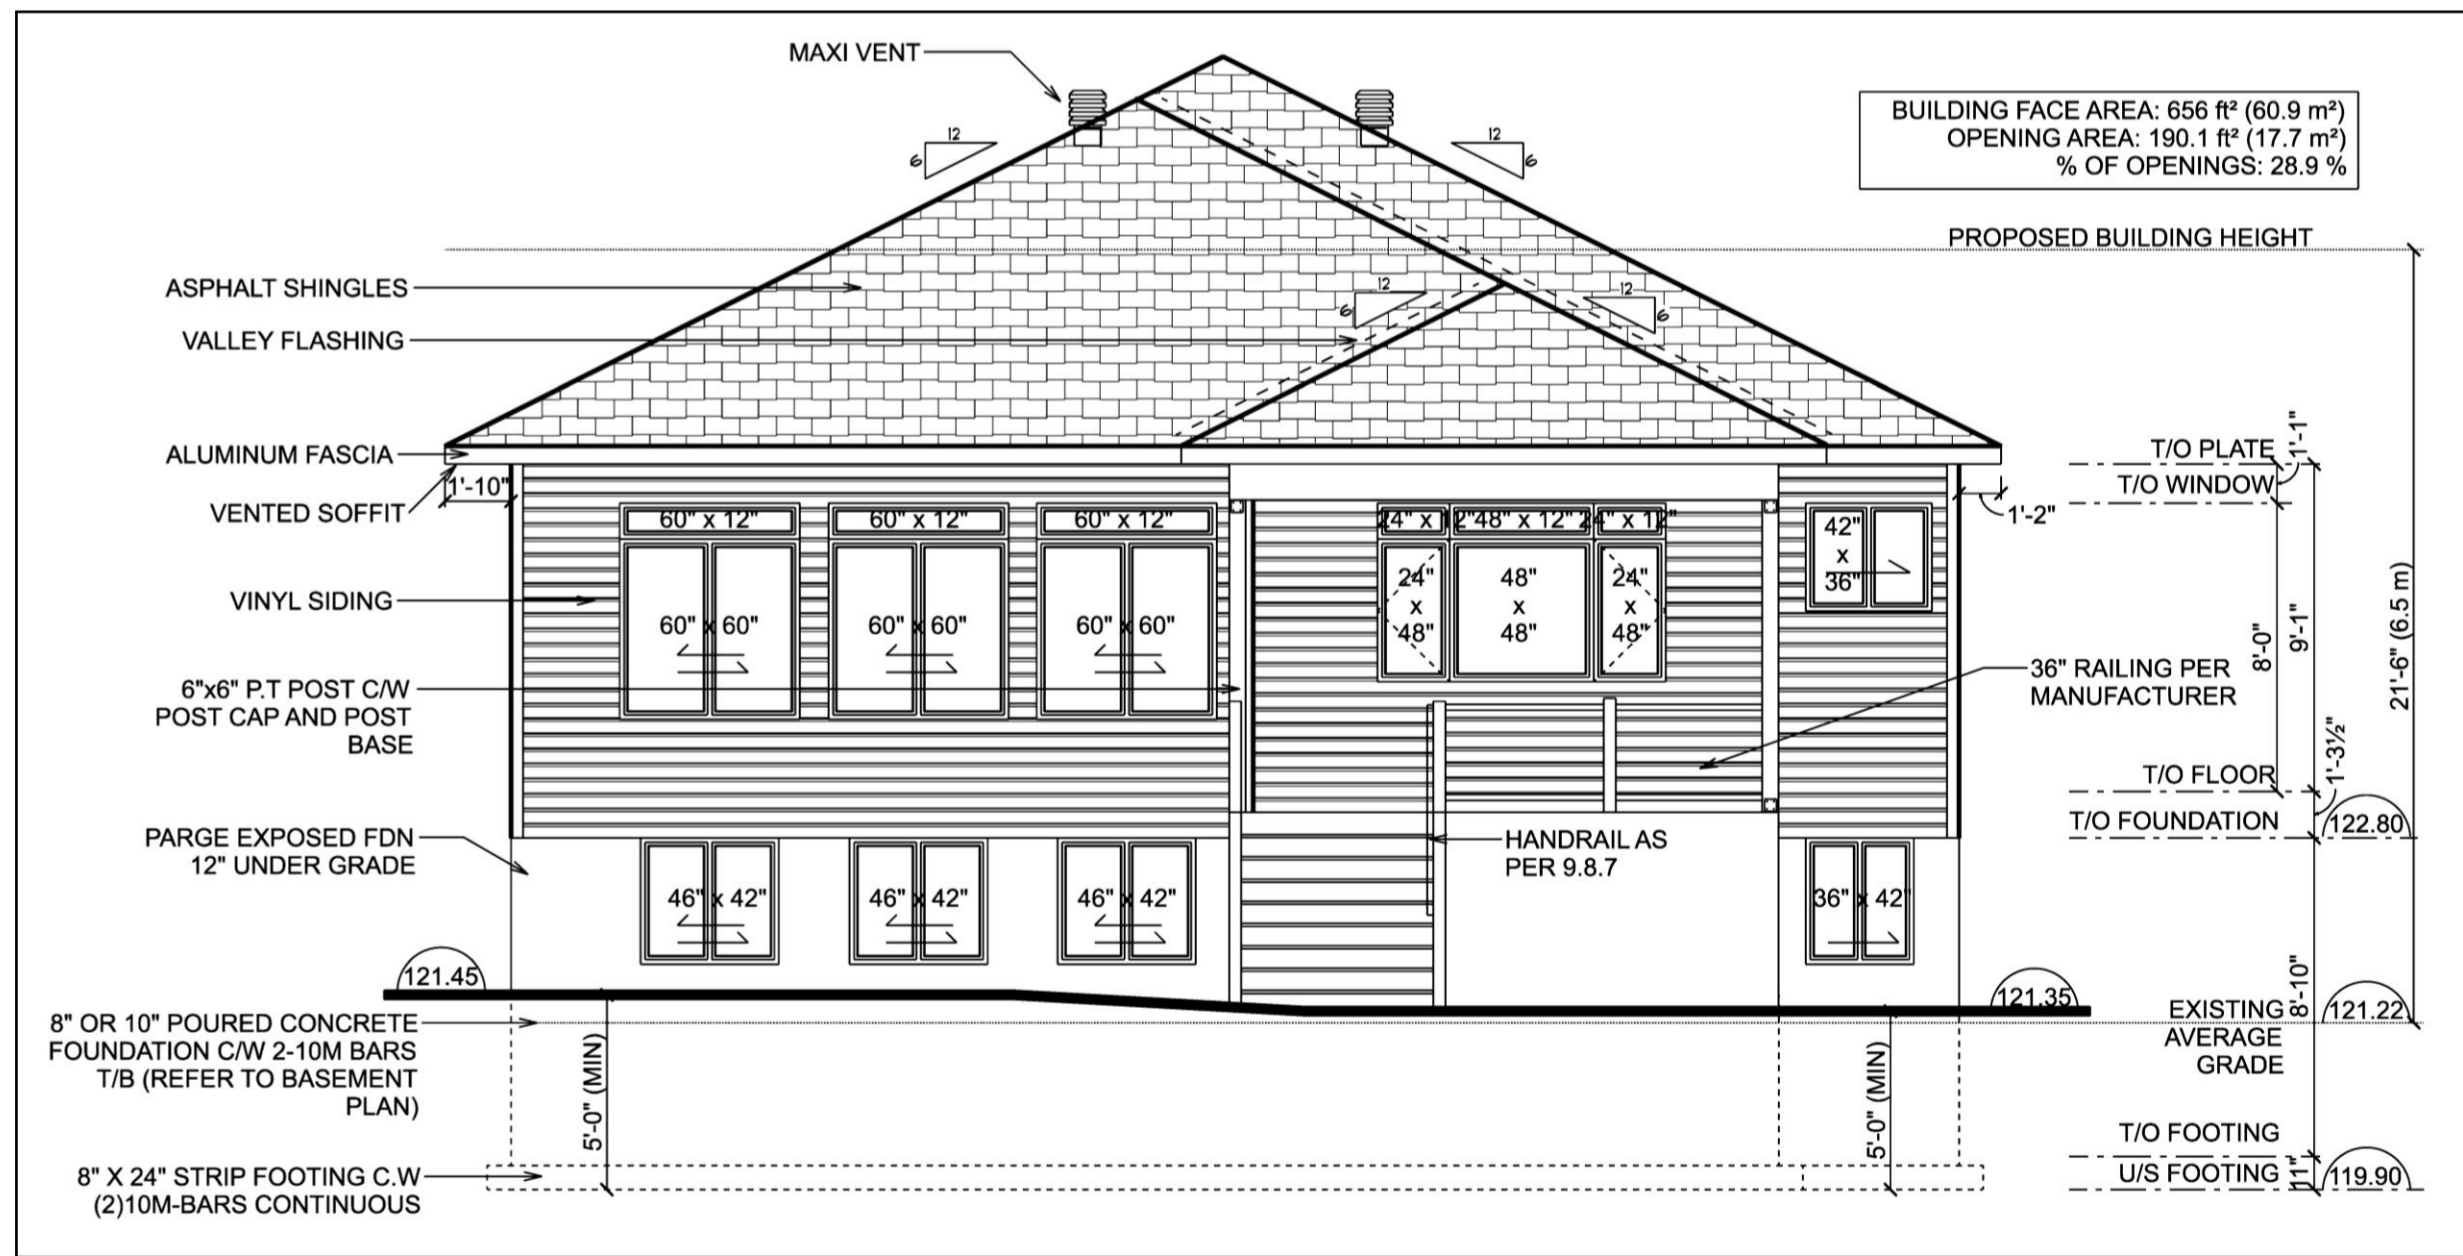 MAXI VENT
12
6
12
6
BUILDING FACE AREA: 656 ft² (60.9 m²)
OPENING AREA: 190.1 ft² (17.7 m²)
% OF OPENINGS: 28.9 %
PROPOSED BUILDING HEIGHT
ASPHALT SHINGLES
12
6
12
6
VALLEY FLASHING
ALUMINUM FASCIA
VENTED SOFFIT
1'-10"
T/O PLATE
1'-1"
T/O WINDOW
1'-2"
60" x 12"
60" x 12"
60" x 12"
24" x 12"
48" x 12"
24" x 12"
42"
x
36"
VINYL SIDING
60" x 60"
60" x 60"
60" x 60"
24"
x
48"
48"
x
48"
24"
x
48"
8'-0"
9'-1"
21'-6" (6.5 m)
6"x6" P.T POST C/W
POST CAP AND POST
BASE
36" RAILING PER
MANUFACTURER
1'-3½"
T/O FLOOR
T/O FOUNDATION
122.80
PARGE EXPOSED FDN
12" UNDER GRADE
HANDRAIL AS
PER 9.8.7
46" x 42"
46" x 42"
46" x 42"
36" x 42"
121.45
121.35
8'-10"
EXISTING
AVERAGE
GRADE
121.22
8" OR 10" POURED CONCRETE
FOUNDATION C/W 2-10M BARS
T/B (REFER TO BASEMENT
PLAN)
5'-0" (MIN)
5'-0" (MIN)
T/O FOOTING
U/S FOOTING
11"
119.90
8" X 24" STRIP FOOTING C.W
(2)10M-BARS CONTINUOUS